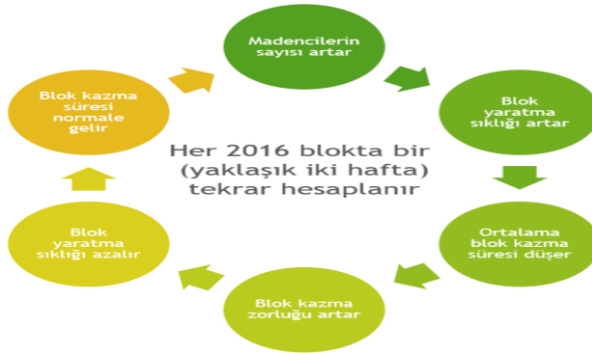 Madencilerin
sayısı artar
Blok
yaratma
sıklığı artar
Ortalama
blok kazma
süresi düşer
Blok kazma
zorluğu artar
Blok
yaratma
sıklığı azalır
Blok kazma
süresi
normale
gelir
Her 2016 blokta bir
(yaklaşık iki hafta)
tekrar hesaplanır